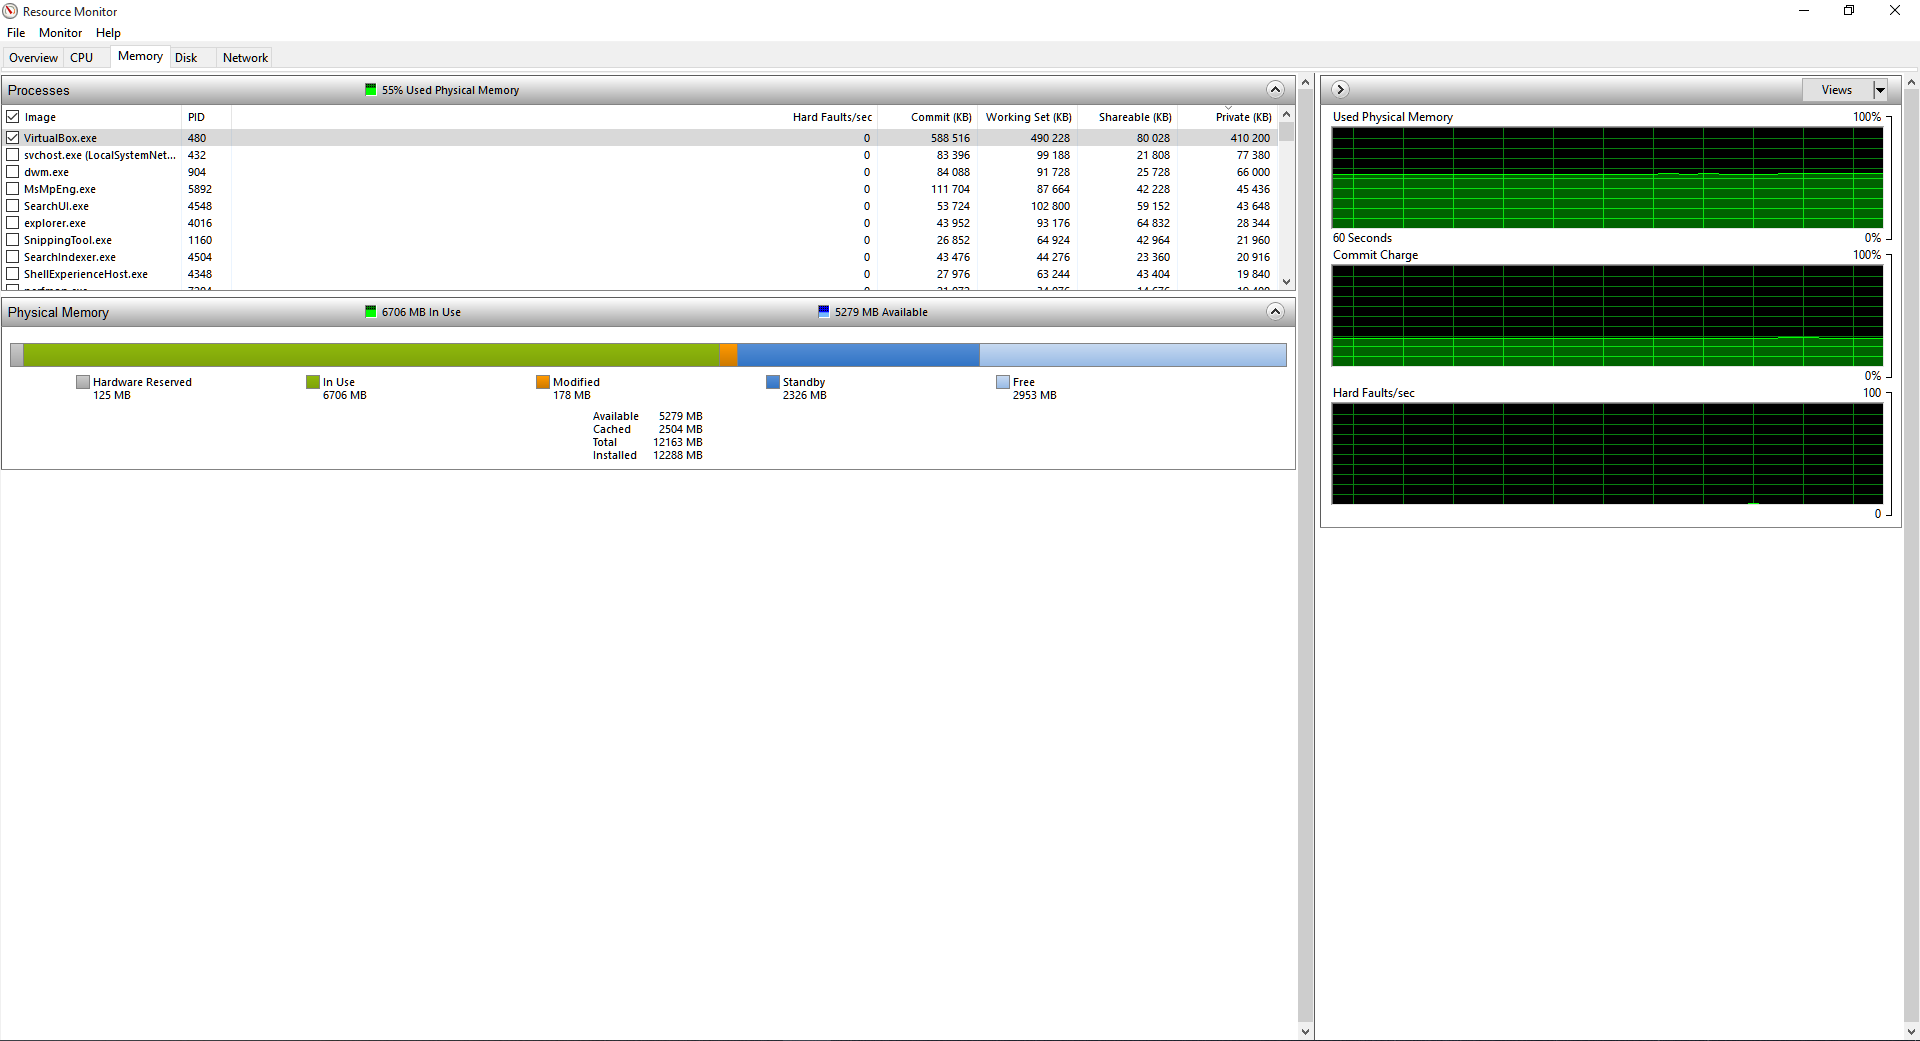 Resource Monitor
File Monitor Help
Overview CPU Memory Disk Network
Processes 55% Used Physical Memory
Image PID Hard Faults/sec Commit (KB) Working Set (KB) Shareable (KB) Private (KB)
VirtualBox.exe 480 0 588 516 490 228 80 028 410 200
svchost.exe (LocalSystemNet... 432 0 83 396 99 188 21 808 77 380
dwm.exe 904 0 84 088 91 728 25 728 66 000
MsMpEng.exe 5892 0 111 704 87 664 42 228 45 436
SearchUI.exe 4548 0 53 724 102 800 59 152 43 648
explorer.exe 4016 0 43 952 93 176 64 832 28 344
SnippingTool.exe 1160 0 26 852 64 924 42 964 21 960
SearchIndexer.exe 4504 0 43 476 44 276 23 360 20 916
ShellExperienceHost.exe 4348 0 27 976 63 244 43 404 19 840
Physical Memory 6706 MB In Use 5279 MB Available
Hardware Reserved In Use Modified Standby Free
125 MB 6706 MB 178 MB 2326 MB 2953 MB
Available 5279 MB
Cached 2504 MB
Total 12163 MB
Installed 12288 MB
Views
Used Physical Memory 100%
60 Seconds 0%
Commit Charge 100%
0%
Hard Faults/sec 100
0